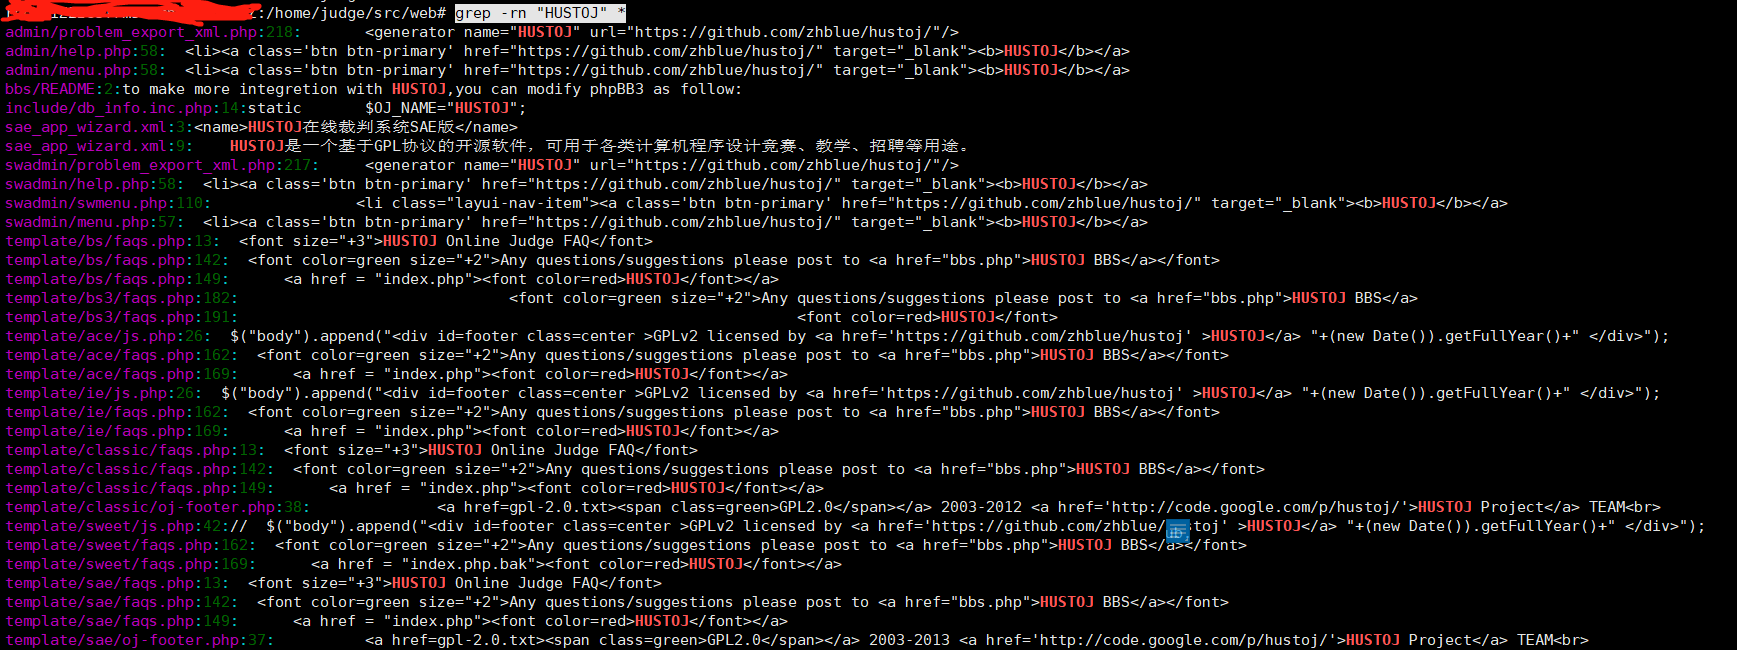 :/home/judge/src/web# grep -rn "HUSTOJ" *
admin/problem_export_xml.php:218:       <generator name="HUSTOJ" url="https://github.com/zhblue/hustoj/"/>
admin/help.php:58:  <li><a class='btn btn-primary' href="https://github.com/zhblue/hustoj/" target="_blank"><b>HUSTOJ</b></a>
admin/menu.php:58:  <li><a class='btn btn-primary' href="https://github.com/zhblue/hustoj/" target="_blank"><b>HUSTOJ</b></a>
bbs/README:2:to make more integretion with HUSTOJ,you can modify phpBB3 as follow:
include/db_info.inc.php:14:static       $OJ_NAME="HUSTOJ";
sae_app_wizard.xml:3:<name>HUSTOJ在线裁判系统SAE版</name>
sae_app_wizard.xml:9:    HUSTOJ是一个基于GPL协议的开源软件，可用于各类计算机程序设计竞赛、教学、招聘等用途。
swadmin/problem_export_xml.php:217:     <generator name="HUSTOJ" url="https://github.com/zhblue/hustoj/"/>
swadmin/help.php:58:  <li><a class='btn btn-primary' href="https://github.com/zhblue/hustoj/" target="_blank"><b>HUSTOJ</b></a>
swadmin/swmenu.php:110:                <li class="layui-nav-item"><a class='btn btn-primary' href="https://github.com/zhblue/hustoj/" target="_blank"><b>HUSTOJ</b></a>
swadmin/menu.php:57:  <li><a class='btn btn-primary' href="https://github.com/zhblue/hustoj/" target="_blank"><b>HUSTOJ</b></a>
template/bs/faqs.php:13:  <font size="+3">HUSTOJ Online Judge FAQ</font>
template/bs/faqs.php:142:  <font color=green size="+2">Any questions/suggestions please post to <a href="bbs.php">HUSTOJ BBS</a></font>
template/bs/faqs.php:149:      <a href = "index.php"><font color=red>HUSTOJ</font></a>
template/bs3/faqs.php:182:                              <font color=green size="+2">Any questions/suggestions please post to <a href="bbs.php">HUSTOJ BBS</a>
template/bs3/faqs.php:191:                                                              <font color=red>HUSTOJ</font>
template/ace/js.php:26:  $("body").append("<div id=footer class=center >GPLv2 licensed by <a href='https://github.com/zhblue/hustoj' >HUSTOJ</a> "+(new Date()).getFullYear()+" </div>");
template/ace/faqs.php:162:  <font color=green size="+2">Any questions/suggestions please post to <a href="bbs.php">HUSTOJ BBS</a></font>
template/ace/faqs.php:169:      <a href = "index.php"><font color=red>HUSTOJ</font></a>
template/ie/js.php:26:  $("body").append("<div id=footer class=center >GPLv2 licensed by <a href='https://github.com/zhblue/hustoj' >HUSTOJ</a> "+(new Date()).getFullYear()+" </div>");
template/ie/faqs.php:162:  <font color=green size="+2">Any questions/suggestions please post to <a href="bbs.php">HUSTOJ BBS</a></font>
template/ie/faqs.php:169:      <a href = "index.php"><font color=red>HUSTOJ</font></a>
template/classic/faqs.php:13:  <font size="+3">HUSTOJ Online Judge FAQ</font>
template/classic/faqs.php:142:  <font color=green size="+2">Any questions/suggestions please post to <a href="bbs.php">HUSTOJ BBS</a></font>
template/classic/faqs.php:149:      <a href = "index.php"><font color=red>HUSTOJ</font></a>
template/classic/oj-footer.php:38:              <a href=gpl-2.0.txt><span class=green>GPL2.0</span></a> 2003-2012 <a href='http://code.google.com/p/hustoj/'>HUSTOJ Project</a> TEAM<br>
template/sweet/js.php:42://  $("body").append("<div id=footer class=center >GPLv2 licensed by <a href='https://github.com/zhblue/ stoj' >HUSTOJ</a> "+(new Date()).getFullYear()+" </div>");
template/sweet/faqs.php:162:  <font color=green size="+2">Any questions/suggestions please post to <a href="bbs.php">HUSTOJ BBS</a></font>
template/sweet/faqs.php:169:      <a href = "index.php.bak"><font color=red>HUSTOJ</font></a>
template/sae/faqs.php:13:  <font size="+3">HUSTOJ Online Judge FAQ</font>
template/sae/faqs.php:142:  <font color=green size="+2">Any questions/suggestions please post to <a href="bbs.php">HUSTOJ BBS</a></font>
template/sae/faqs.php:149:      <a href = "index.php"><font color=red>HUSTOJ</font></a>
template/sae/oj-footer.php:37:          <a href=gpl-2.0.txt><span class=green>GPL2.0</span></a> 2003-2013 <a href='http://code.google.com/p/hustoj/'>HUSTOJ Project</a> TEAM<br>